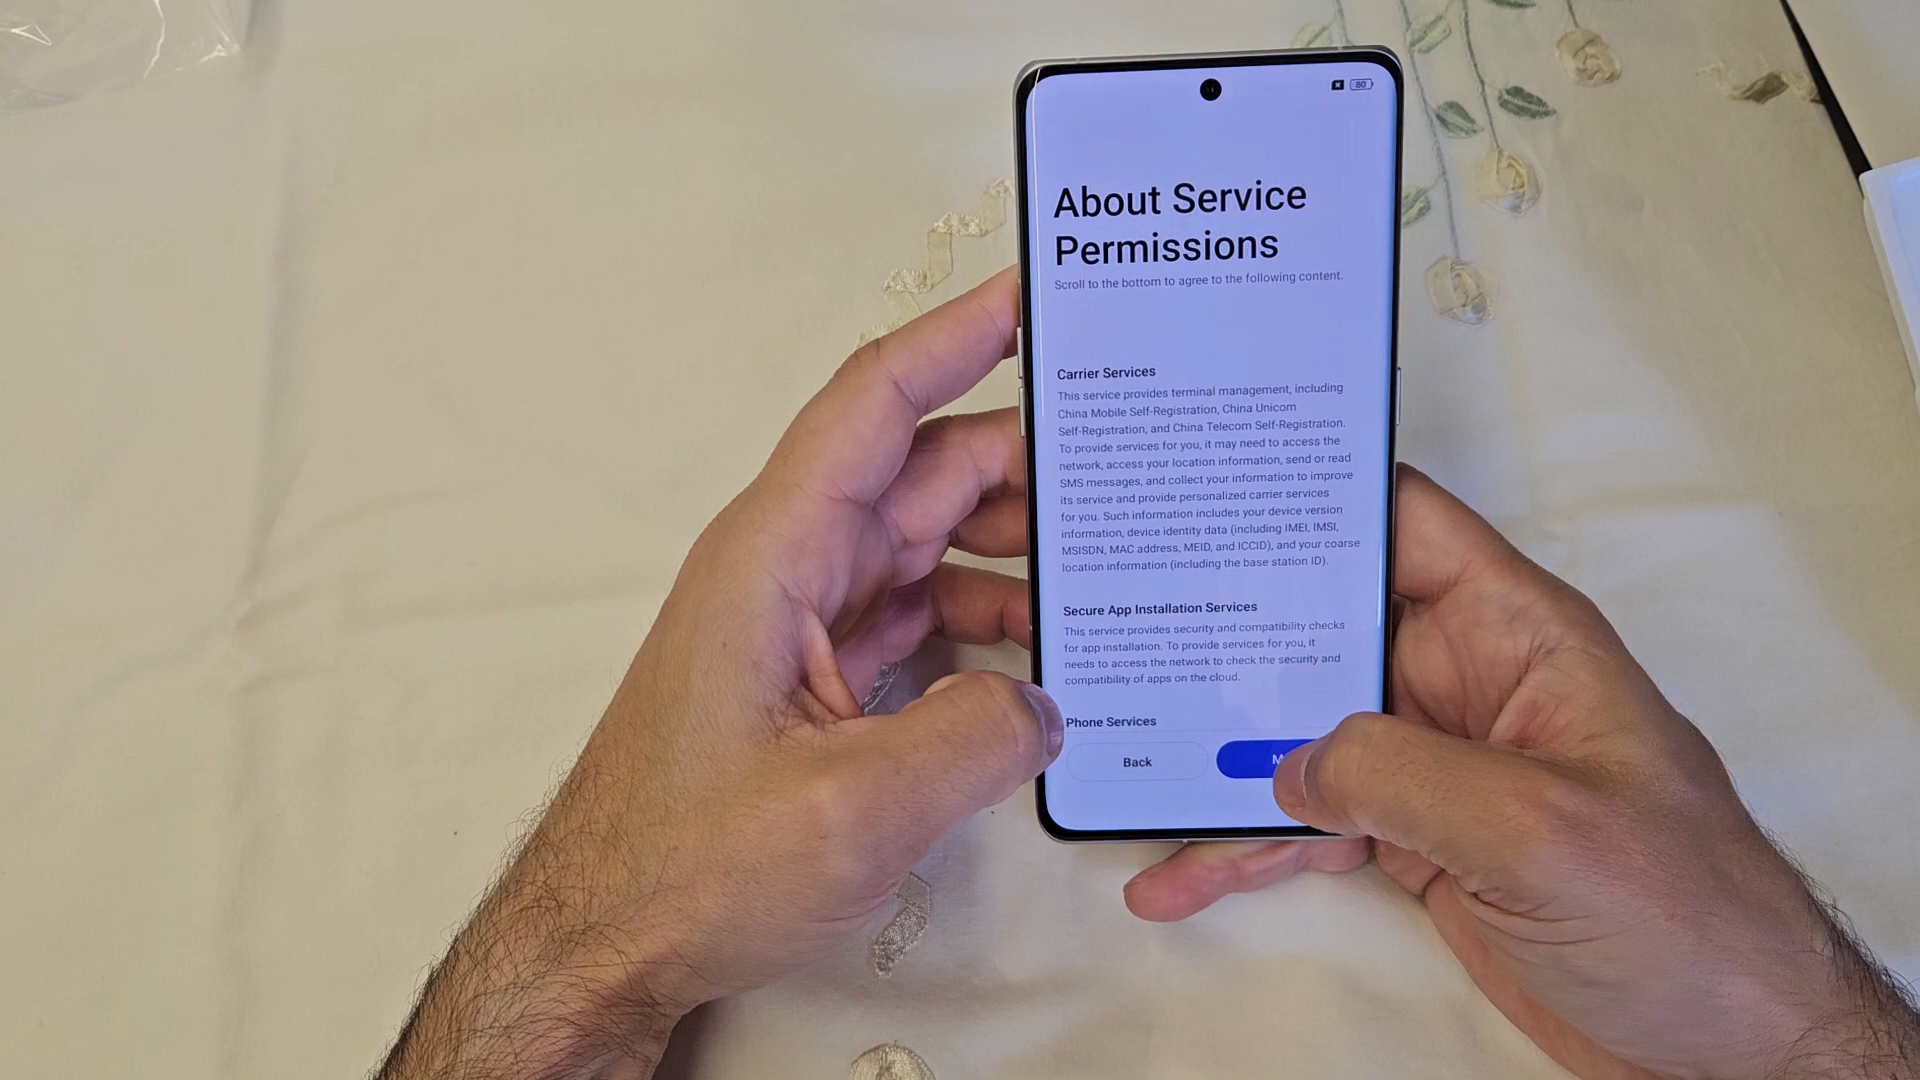 80
About Service
Permissions
Scroll to the bottom to agree to the following content.
Carrier Services
This service provides terminal management, including
China Mobile Self-Registration, China Unicom
Self-Registration, and China Telecom Self-Registration.
To provide services for you, it may need to access the
network, access your location information, send or read
SMS messages, and collect your information to improve
its service and provide personalized carrier services
for you. Such information includes your device version
information, device identity data (including IMEI, IMSI,
MSISDN, MAC address, MEID, and ICCID), and your coarse
location information (including the base station ID).
Secure App Installation Services
This service provides security and compatibility checks
for app installation. To provide services for you, it
needs to access the network to check the security and
compatibility of apps on the cloud.
Phone Services
Back